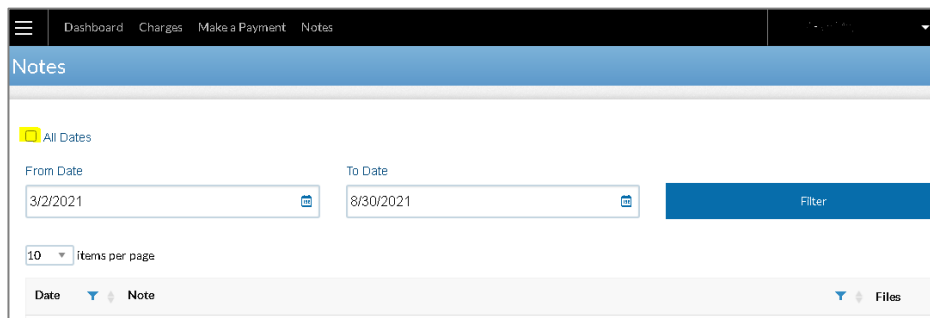 Dashboard Charges Make a Payment Notes
Notes
All Dates
From Date To Date
3/2/2021 8/30/2021 Filter
10 items per page
Date Note Files